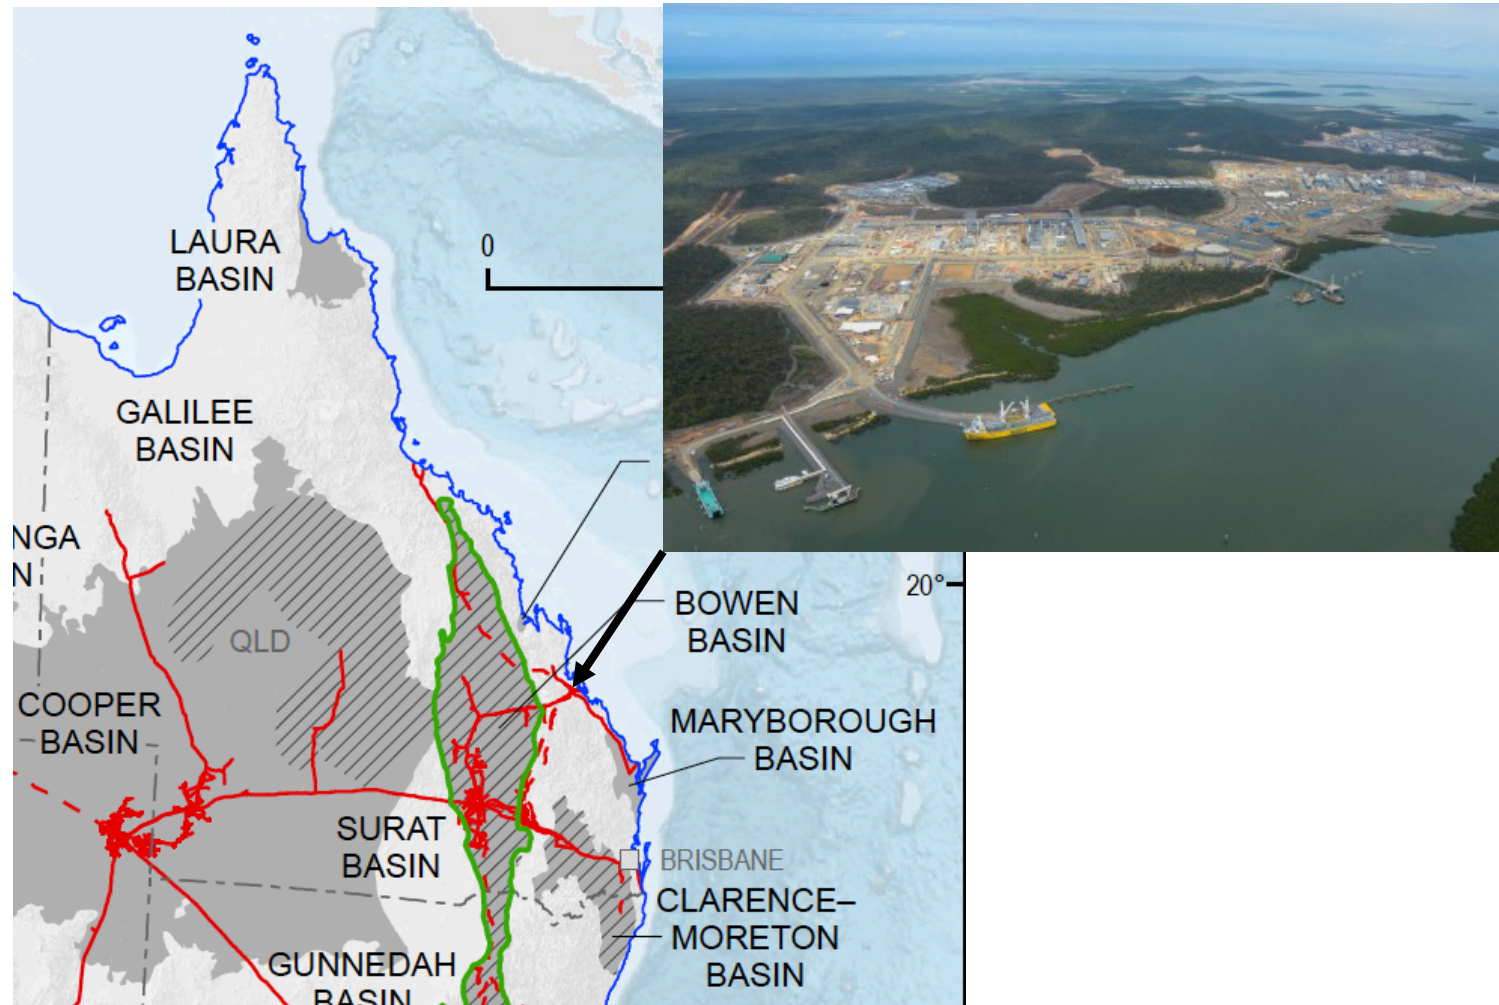 LAURA
BASIN
0
GALILEE
BASIN
NGA
N
20°
BOWEN
BASIN
QLD
COOPER
BASIN
MARYBOROUGH
BASIN
SURAT
BASIN
BRISBANE
CLARENCE–
MORETON
BASIN
GUNNEDAH
BASIN